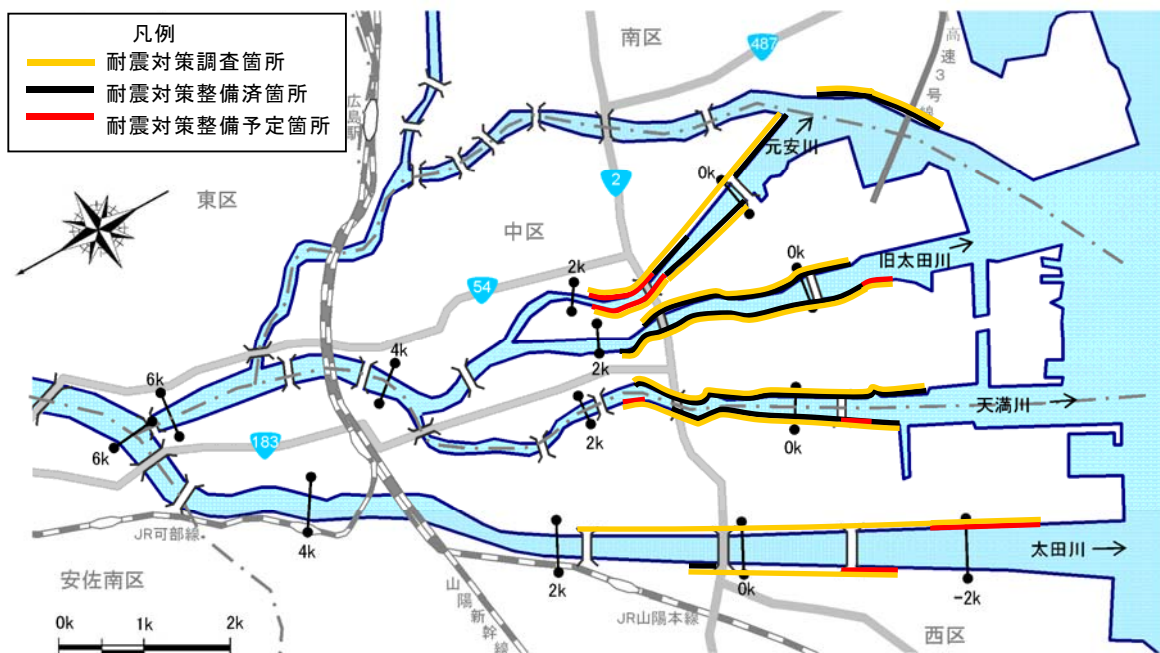 凡例
耐震対策調査箇所
耐震対策整備済箇所
耐震対策整備予定箇所
南区
487
高速3号線
広島駅
元安川
0k
2
東区
中区
旧太田川
0k
2k
54
2k
4k
6k
天満川
6k
183
2k
0k
JR可部線
4k
太田川
2k
0k
-2k
安佐南区
山陽新幹線
JR山陽本線
西区
0k
1k
2k